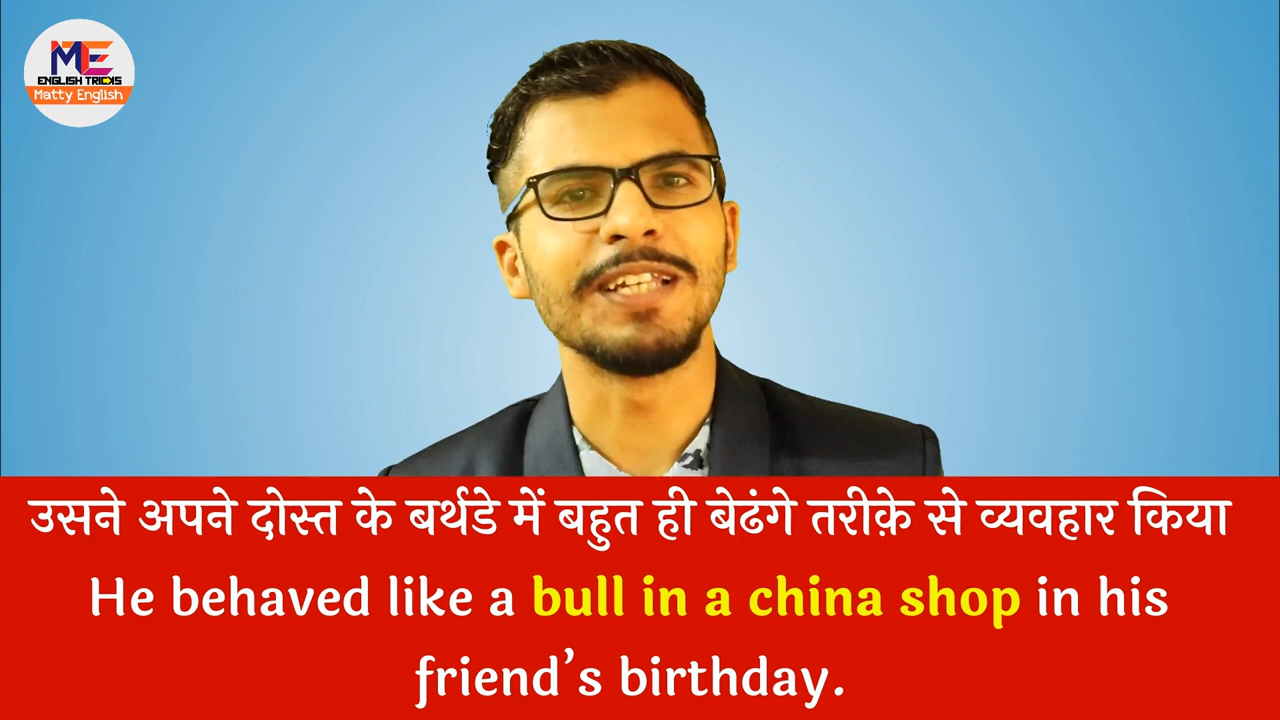 ME
ENGLISH TRICKS
Matty English
उसने अपने दोस्त के बर्थडे में बहुत ही बेढंगे तरीक़े से व्यवहार किया
He behaved like a bull in a china shop in his
friend’s birthday.